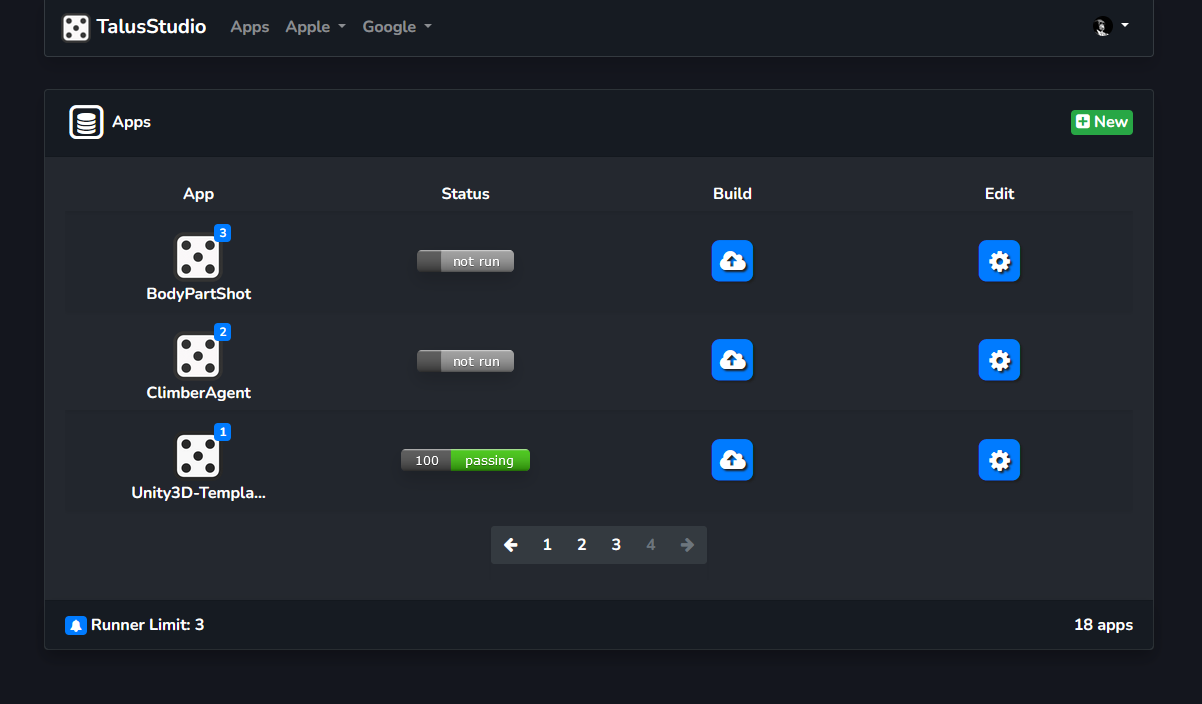 TalusStudio Apps Apple Google
Apps New
App Status Build Edit
3
not run
BodyPartShot
2
not run
ClimberAgent
1
100 passing
Unity3D-Templa...
1 2 3 4
Runner Limit: 3 18 apps